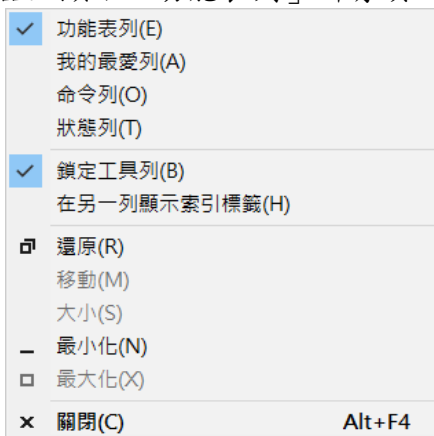 功能表列(E)
我的最愛列(A)
命令列(O)
狀態列(T)
鎖定工具列(B)
在另一列顯示索引標籤(H)
還原(R)
移動(M)
大小(S)
最小化(N)
最大化(X)
關閉(C) Alt+F4